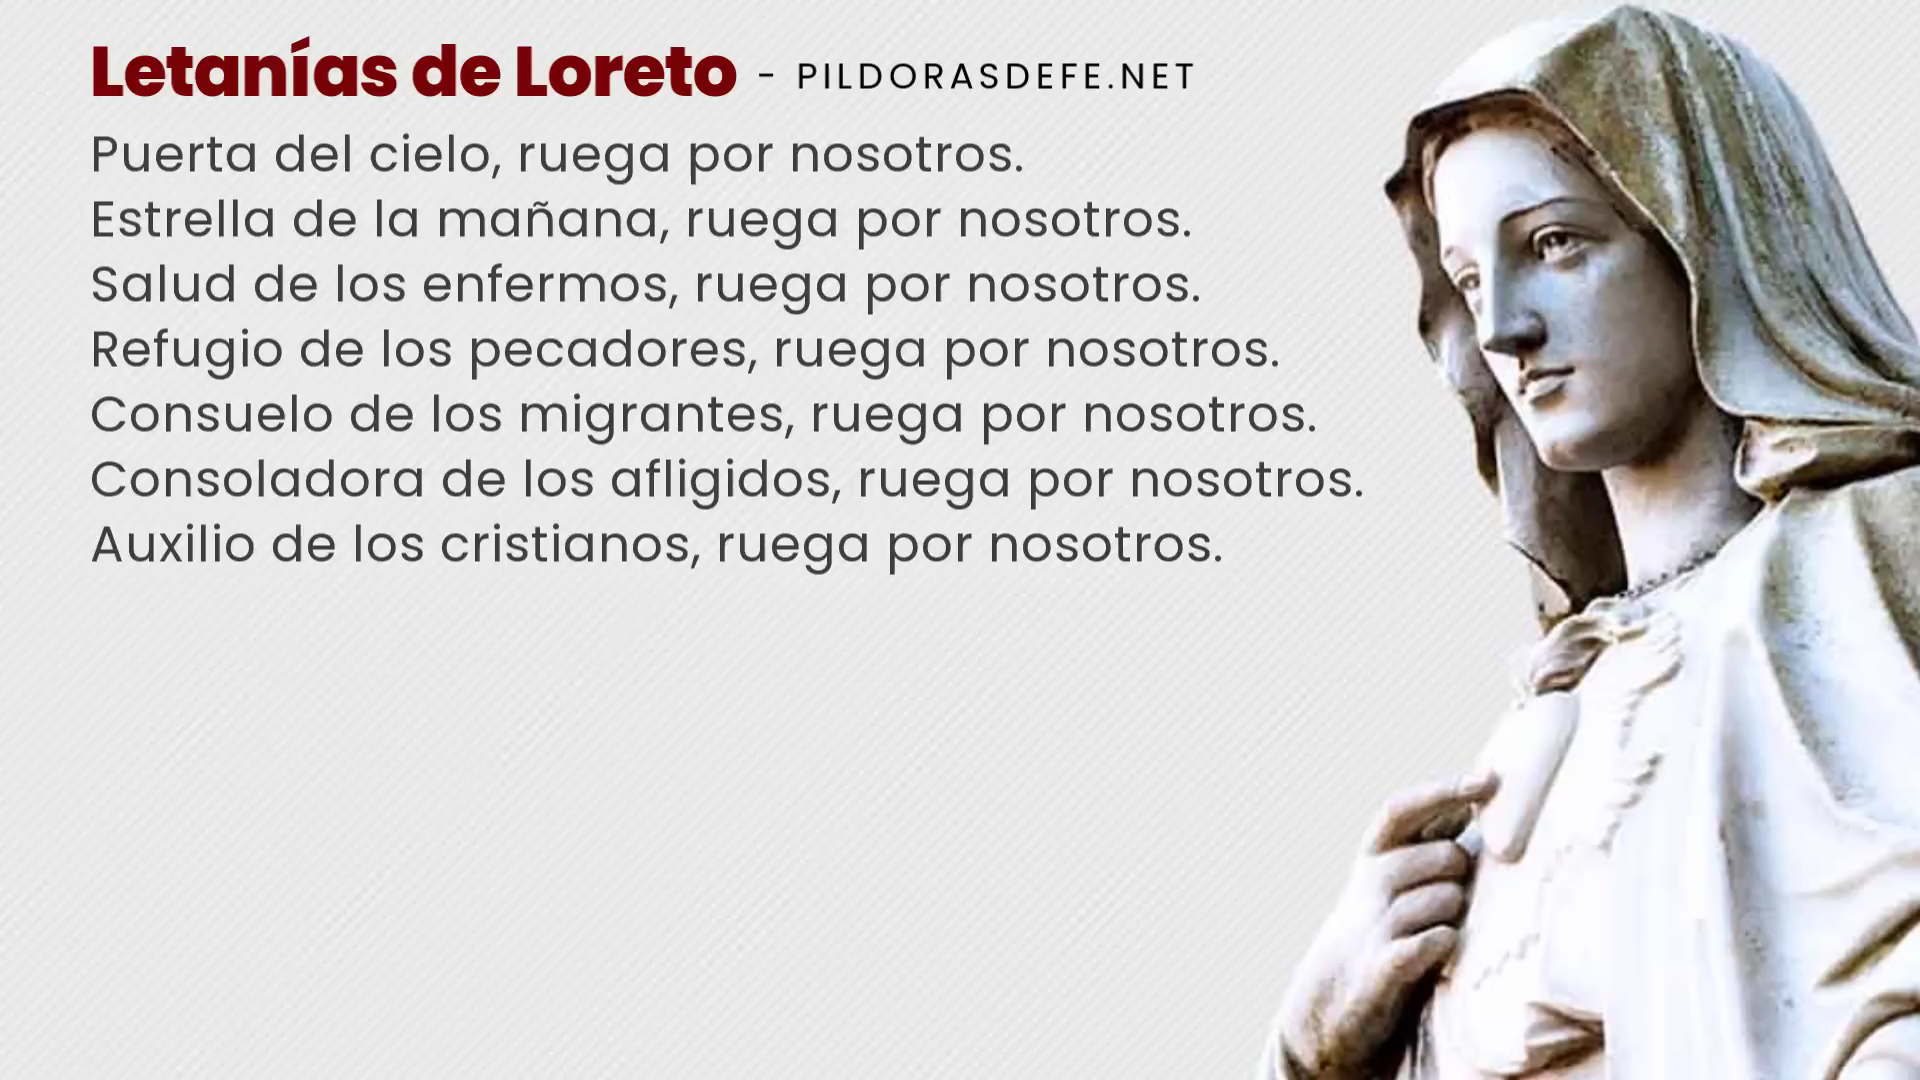 Letanías de Loreto - PILDORASDEFE.NET
Puerta del cielo, ruega por nosotros.
Estrella de la mañana, ruega por nosotros.
Salud de los enfermos, ruega por nosotros.
Refugio de los pecadores, ruega por nosotros.
Consuelo de los migrantes, ruega por nosotros.
Consoladora de los afligidos, ruega por nosotros.
Auxilio de los cristianos, ruega por nosotros.